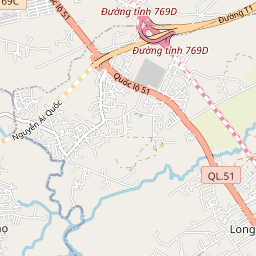 69C
Đường tỉnh 769D
Đường T1
Đường tỉnh 769D
Quốc lộ 51
Quốc lộ 51
Nguyễn Ái Quốc
QL.51
Long
ọ